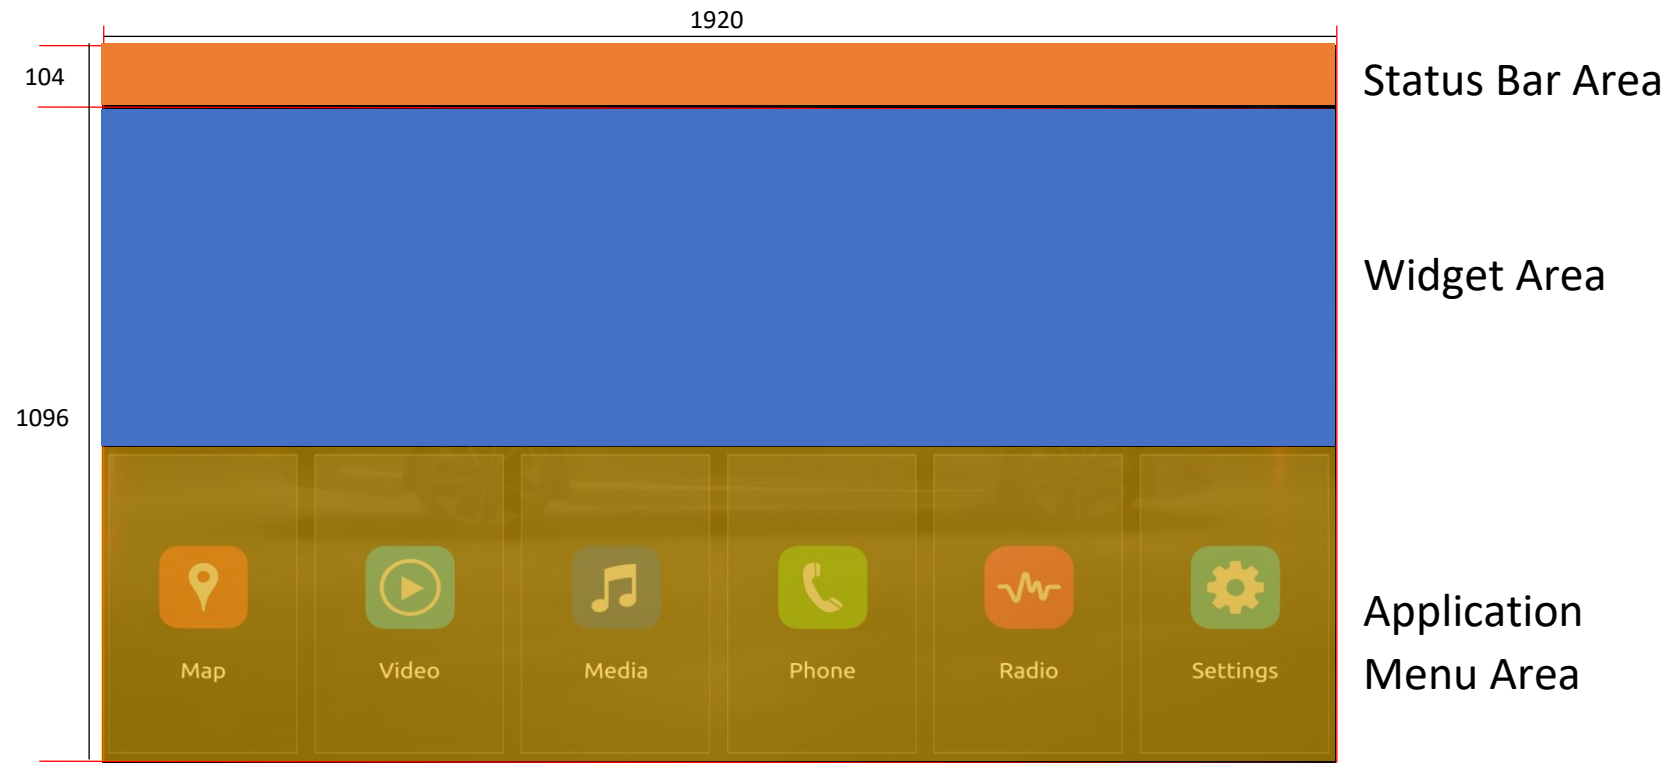 1920
104
Status Bar Area
Widget Area
1096
Map
Video
Media
Phone
Radio
Settings
Application
Menu Area